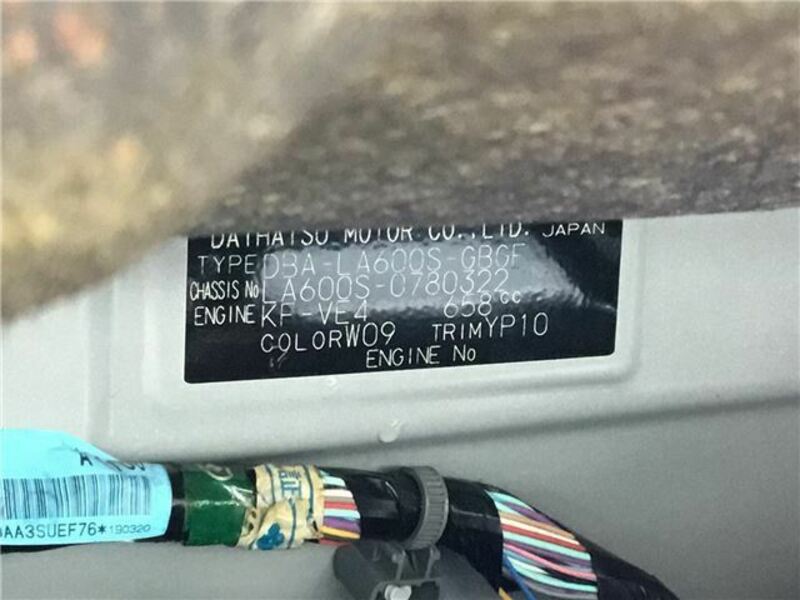 DAIHATSU MOTOR CO.,LTD. JAPAN
TYPE DBA-LA600S-GBGF
CHASSIS No LA600S-0780322
ENGINE KF-VE4 658cc
COLOR W09 TRIM YP10
ENGINE No
AA3SUEF76*190320